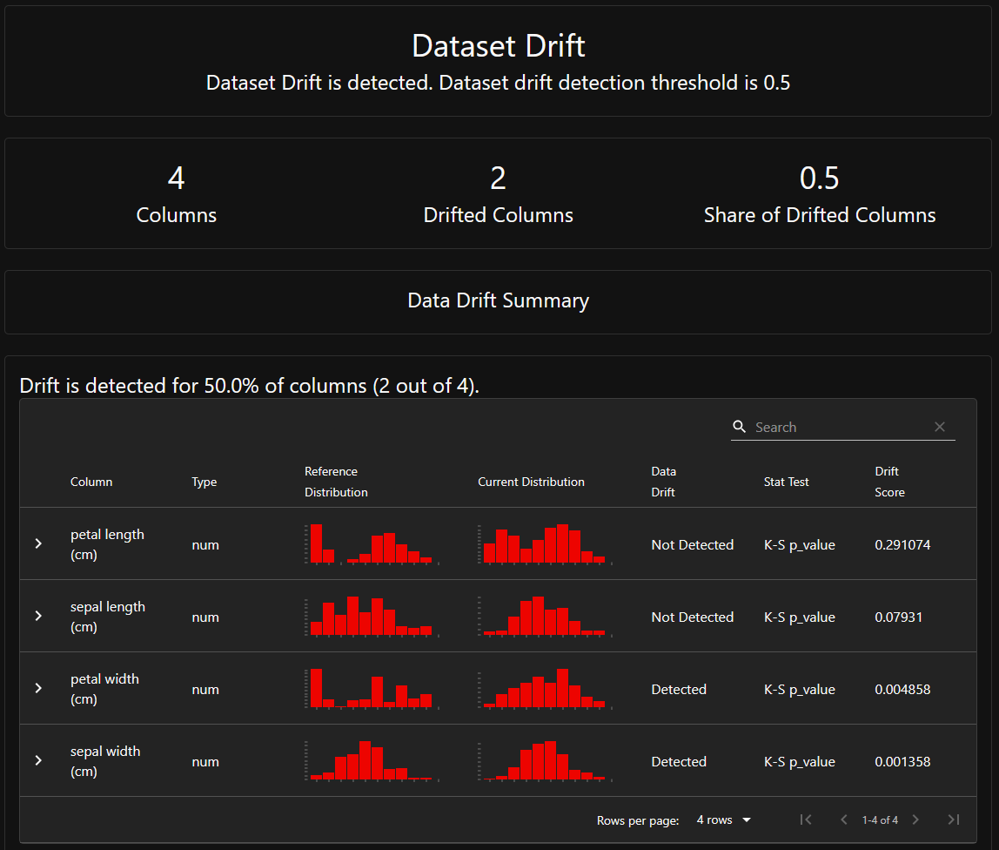 Dataset Drift
Dataset Drift is detected. Dataset drift detection threshold is 0.5
4
Columns
2
Drifted Columns
0.5
Share of Drifted Columns
Data Drift Summary
Drift is detected for 50.0% of columns (2 out of 4).
Search
Column
Type
Reference
Distribution
Current Distribution
Data
Drift
Stat Test
Drift
Score
petal length
(cm)
num
Not Detected
K-S p_value
0.291074
sepal length
(cm)
num
Not Detected
K-S p_value
0.07931
petal width
(cm)
num
Detected
K-S p_value
0.004858
sepal width
(cm)
num
Detected
K-S p_value
0.001358
Rows per page:
4 rows
1-4 of 4